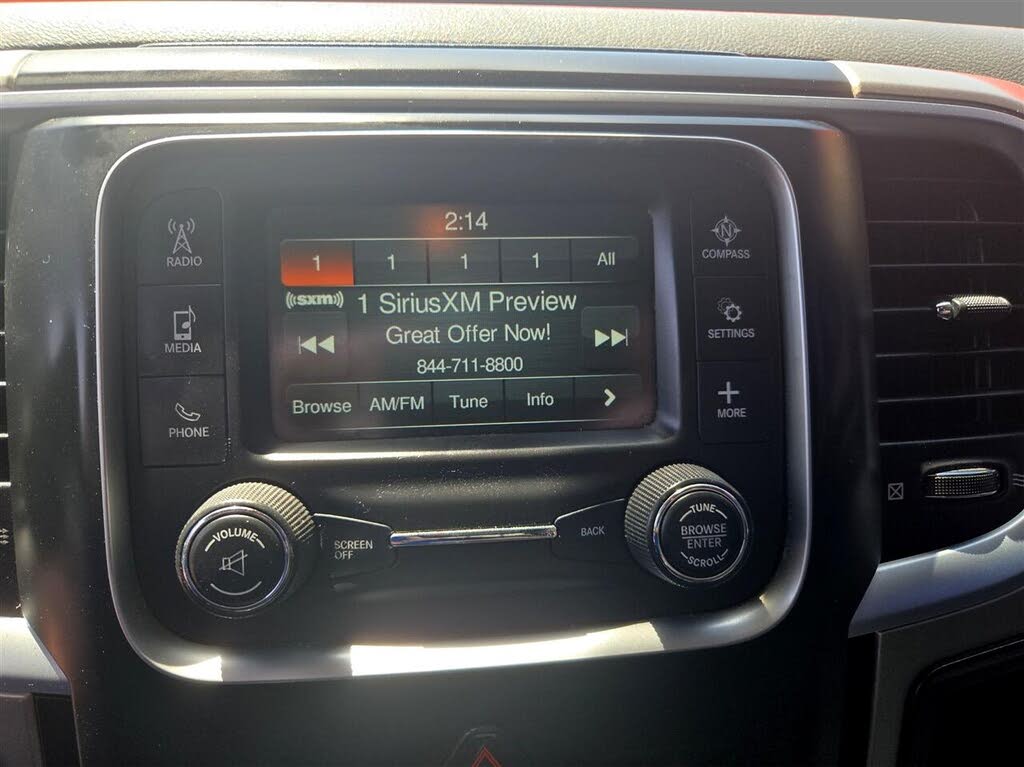 2:14
1 1 1 1 All
((sxm)) 1 SiriusXM Preview
Great Offer Now!
844-711-8800
Browse AM/FM Tune Info >
RADIO
MEDIA
PHONE
N
COMPASS
SETTINGS
MORE
VOLUME
SCREEN
OFF
BACK
TUNE
BROWSE
ENTER
SCROLL